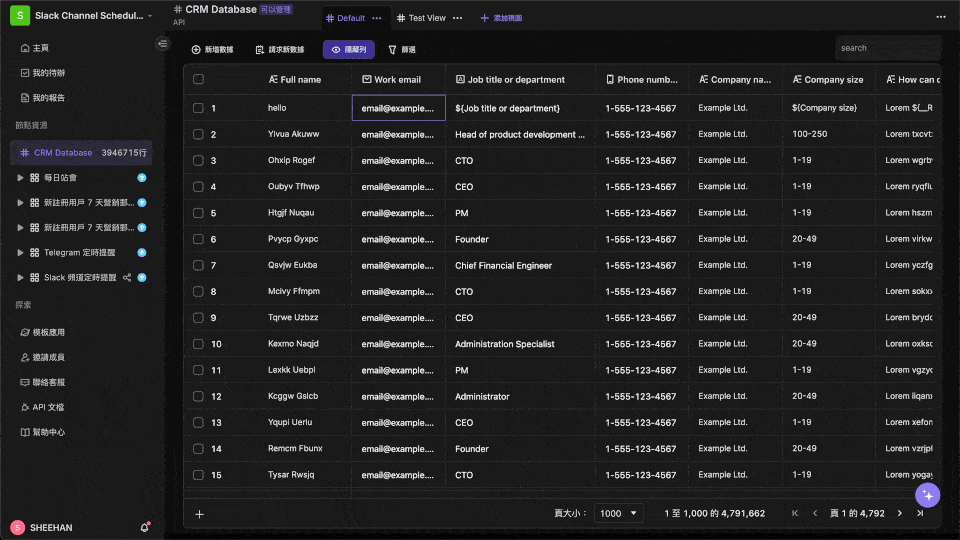 S Slack Channel Schedul...
主頁
我的待辦
我的報告
節點資源
CRM Database 3946715行
每日站會
新註冊用戶 7 天營銷郵...
新註冊用戶 7 天營銷郵...
Telegram 定時提醒
Slack 頻道定時提醒
探索
模板應用
邀請成員
聯絡客服
API 文檔
幫助中心
S SHEEHAN
CRM Database 可以管理
API
Default ••• Test View ••• 添加視圖
•••
新增數據 請求新數據 隱藏列 篩選 search
Full name Work email Job title or department Phone numb... Company na... Company size How can o
1 hello email@example.... ${Job title or department} 1-555-123-4567 Example Ltd. ${Company size} Lorem ${__R
2 Ylvua Akuww email@example.... Head of product development ... 1-555-123-4567 Example Ltd. 100-250 Lorem txcvt:
3 Ohxip Rogef email@example.... CTO 1-555-123-4567 Example Ltd. 1-19 Lorem wgrb
4 Oubyv Tfhwp email@example.... CEO 1-555-123-4567 Example Ltd. 1-19 Lorem ryqfiu
5 Htgjf Nuqau email@example.... PM 1-555-123-4567 Example Ltd. 1-19 Lorem hszm
6 Pvycp Gyxpc email@example.... Founder 1-555-123-4567 Example Ltd. 20-49 Lorem virkw
7 Qsvjw Eukba email@example.... Chief Financial Engineer 1-555-123-4567 Example Ltd. 1-19 Lorem yczfg
8 Mcivy Ffmpm email@example.... CTO 1-555-123-4567 Example Ltd. 1-19 Lorem sokx
9 Tqrwe Uzbzz email@example.... CEO 1-555-123-4567 Example Ltd. 20-49 Lorem brydc
10 Kexmo Naqjd email@example.... Administration Specialist 1-555-123-4567 Example Ltd. 20-49 Lorem oxksc
11 Lexkk Uebpl email@example.... PM 1-555-123-4567 Example Ltd. 1-19 Lorem vgzyc
12 Kcggw Gslcb email@example.... Administrator 1-555-123-4567 Example Ltd. 20-49 Lorem iiqan
13 Yqupi Uerlu email@example.... CEO 1-555-123-4567 Example Ltd. 1-19 Lorem xefon
14 Remcm Fbunx email@example.... Founder 1-555-123-4567 Example Ltd. 20-49 Lorem vzrjpl
15 Tysar Rwsjq email@example.... CTO 1-555-123-4567 Example Ltd. 1-19 Lorem yoga
頁大小： 1000 1 至 1,000 的 4,791,662 頁 1 的 4,792